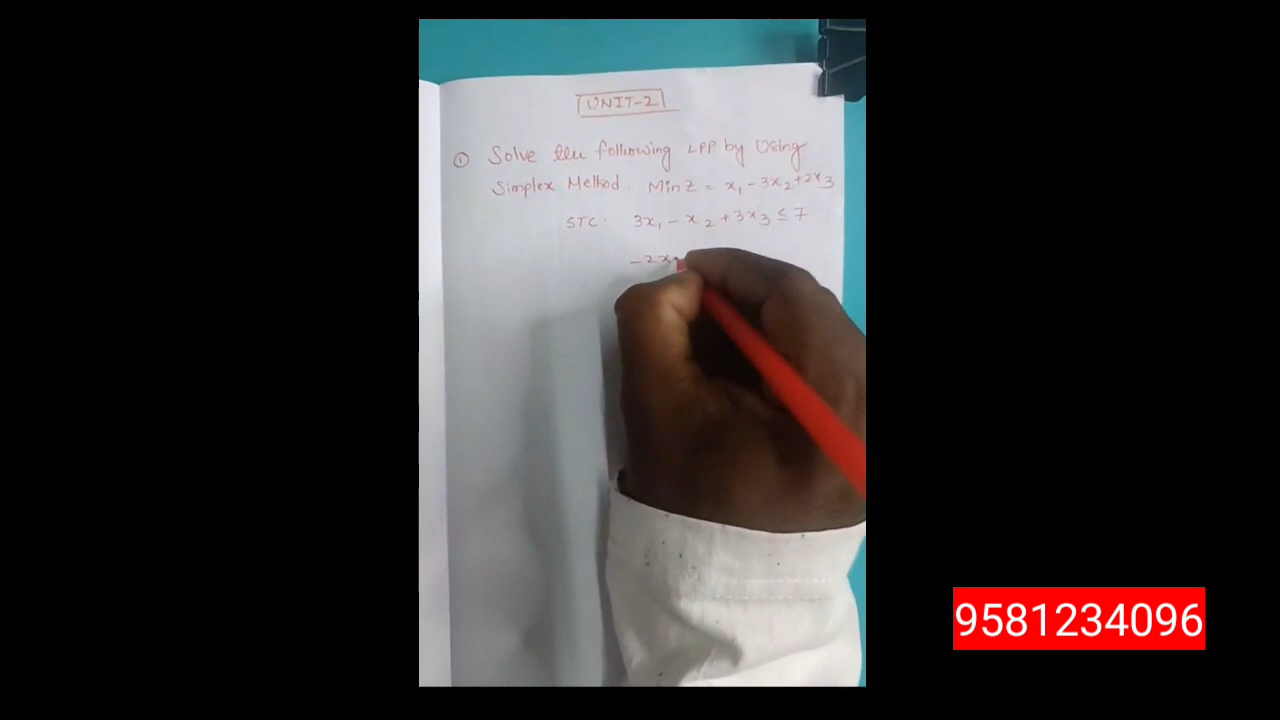 UNIT-2
① Solve the following LPP by Using
Simplex Method. Min Z = x₁ - 3x₂ + 2x₃
STC: 3x₁ - x₂ + 3x₃ ≤ 7
-2x
9581234096